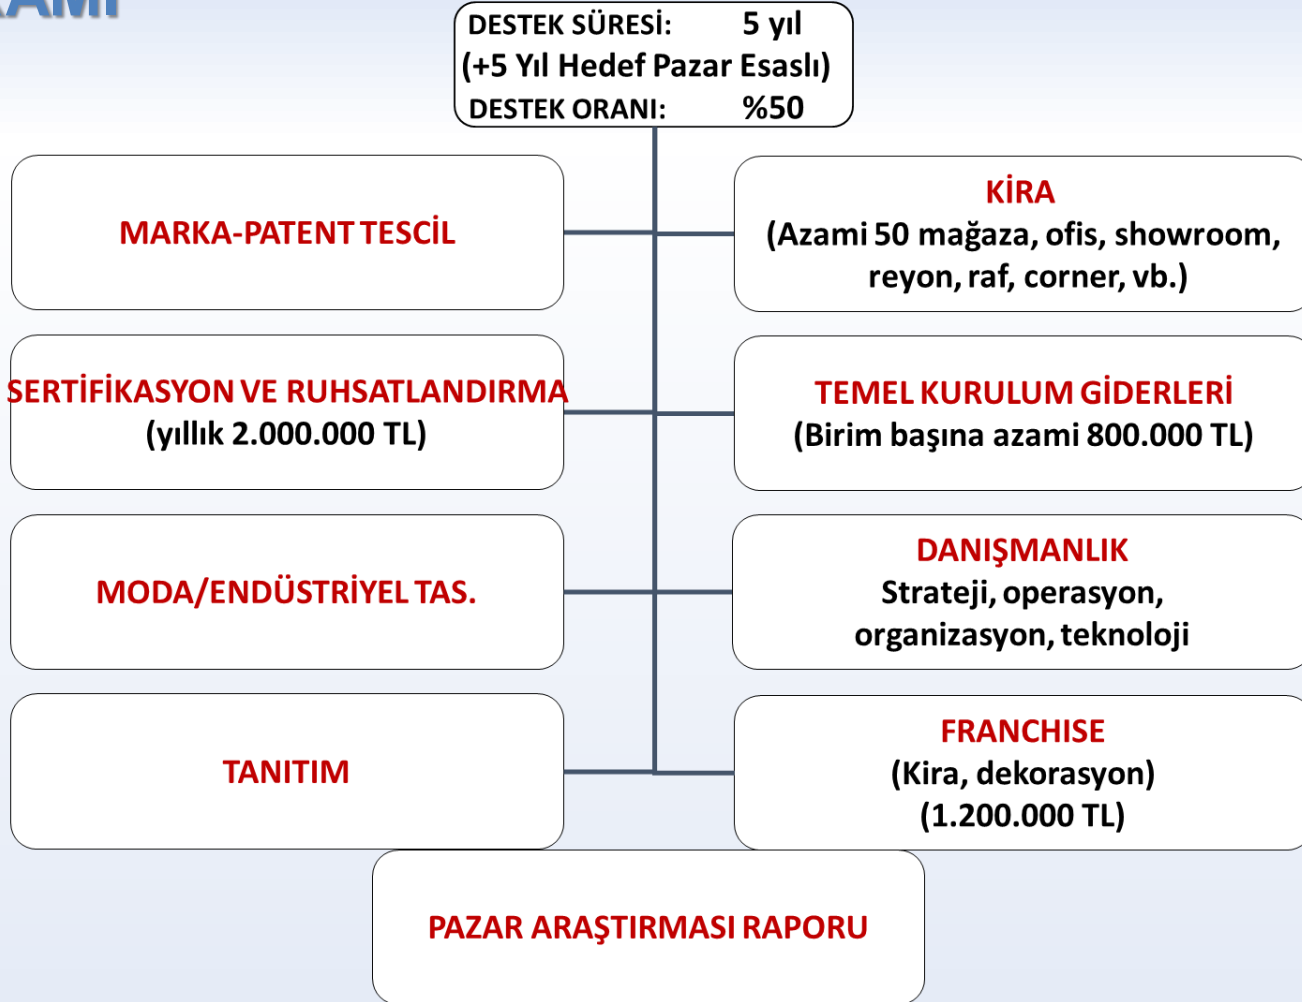 DESTEK SÜRESİ: 5 yıl
(+5 Yıl Hedef Pazar Esaslı)
DESTEK ORANI: %50
MARKA-PATENT TESCİL
KİRA
(Azami 50 mağaza, ofis, showroom,
reyon, raf, corner, vb.)
SERTİFİKASYON VE RUHSATLANDIRMA
(yıllık 2.000.000 TL)
TEMEL KURULUM GİDERLERİ
(Birim başına azami 800.000 TL)
MODA/ENDÜSTRİYEL TAS.
DANIŞMANLIK
Strateji, operasyon,
organizasyon, teknoloji
TANITIM
FRANCHISE
(Kira, dekorasyon)
(1.200.000 TL)
PAZAR ARAŞTIRMASI RAPORU